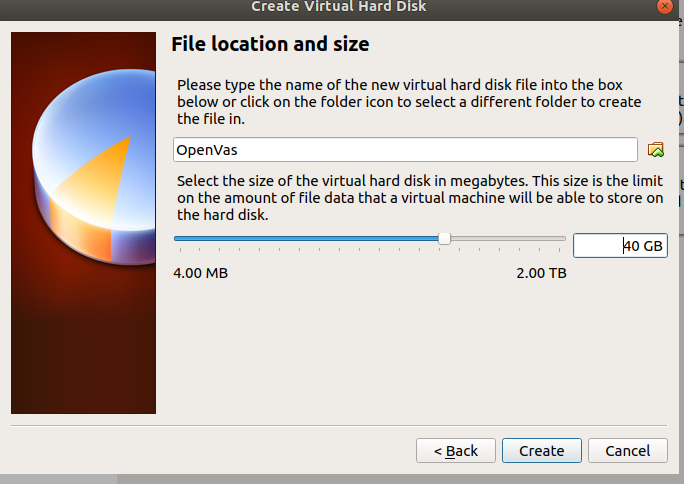 Create Virtual Hard Disk
File location and size
Please type the name of the new virtual hard disk file into the box
below or click on the folder icon to select a different folder to create
the file in.
OpenVas
Select the size of the virtual hard disk in megabytes. This size is the limit
on the amount of file data that a virtual machine will be able to store on
the hard disk.
40 GB
4.00 MB 2.00 TB
< Back Create Cancel